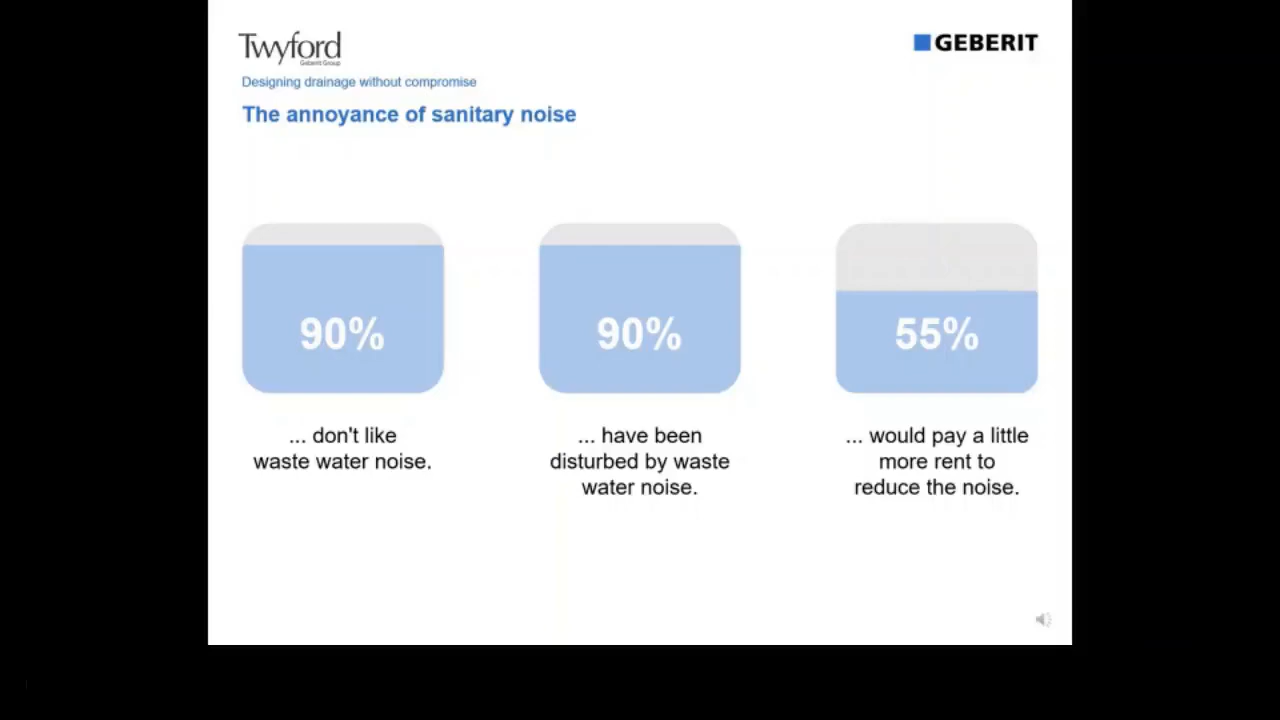 Twyford
Geberit Group
GEBERIT
Designing drainage without compromise
The annoyance of sanitary noise
90%
90%
55%
... don't like
waste water noise.
... have been
disturbed by waste
water noise.
... would pay a little
more rent to
reduce the noise.